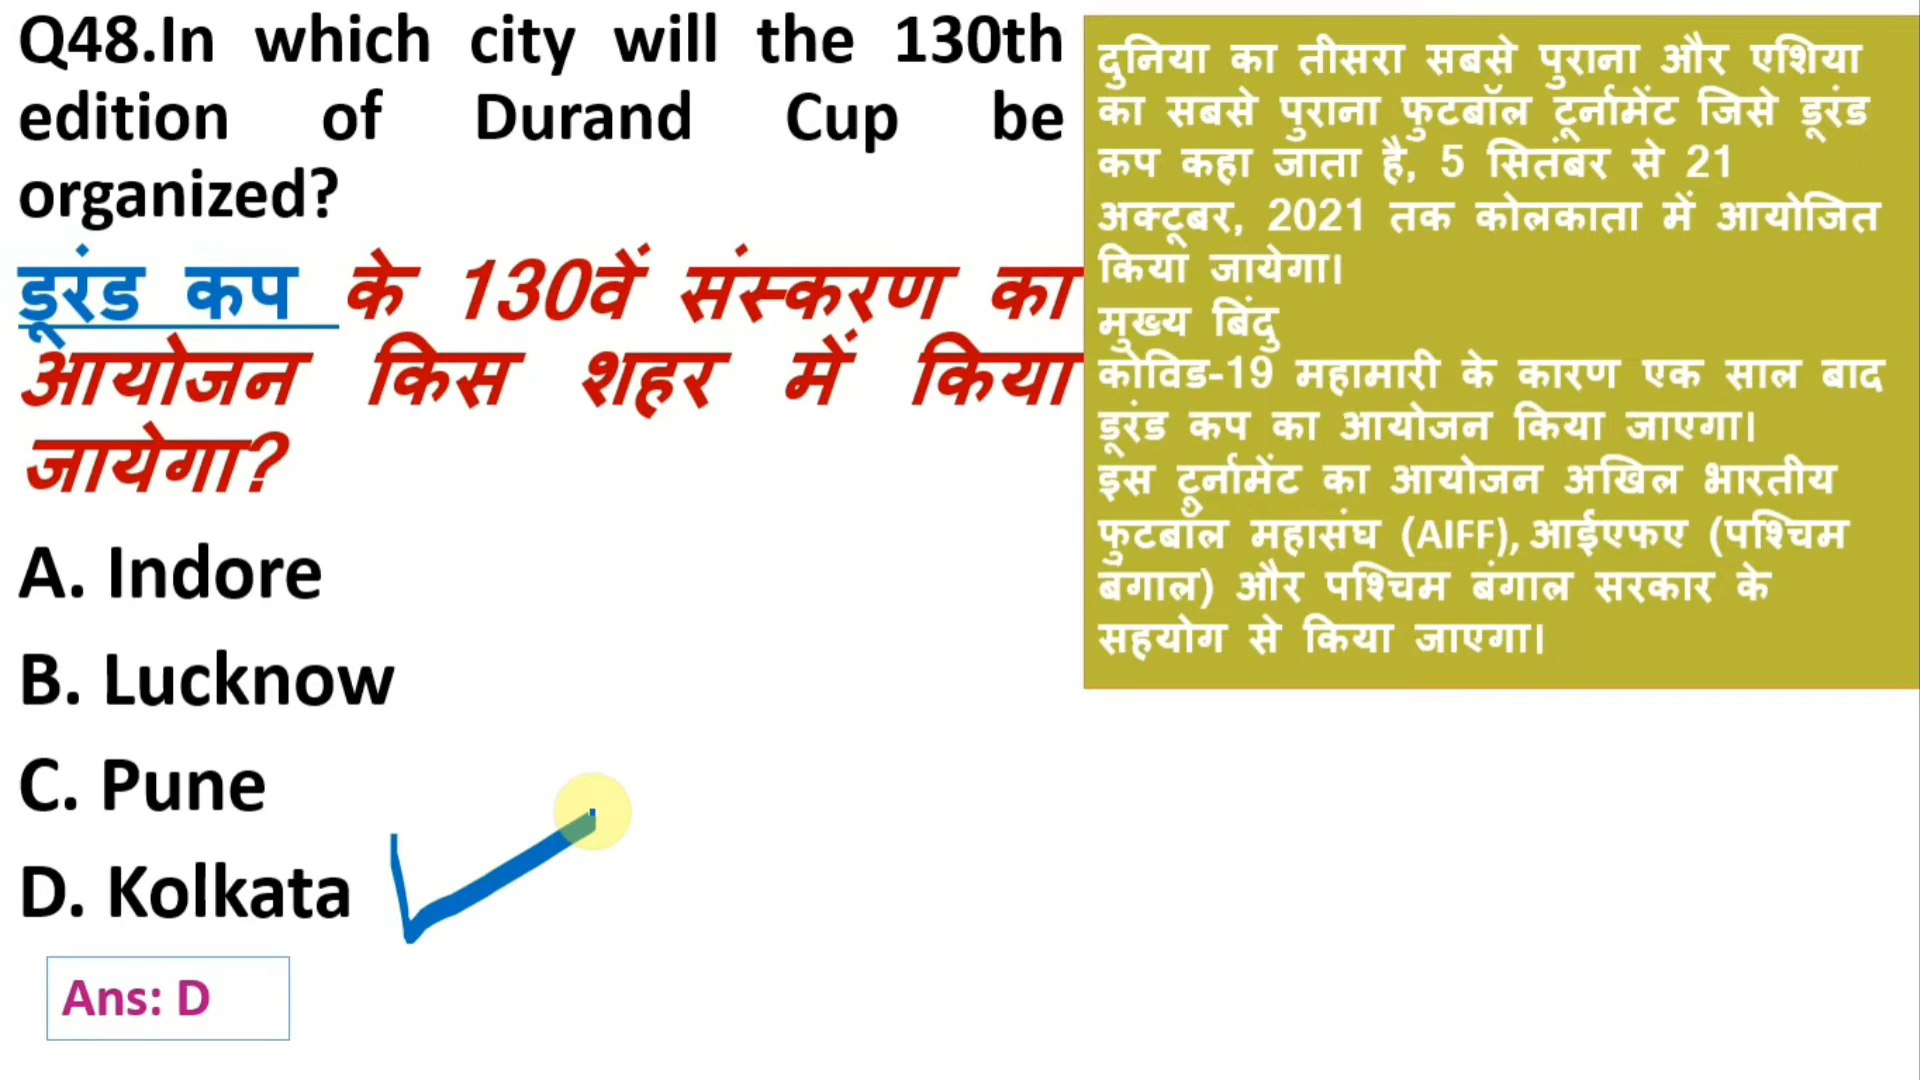 Q48.In which city will the 130th
edition of Durand Cup be
organized?
डूरंड कप के 130वें संस्करण का
आयोजन किस शहर में किया
जायेगा?
A. Indore
B. Lucknow
C. Pune
D. Kolkata
Ans: D
दुनिया का तीसरा सबसे पुराना और एशिया
का सबसे पुराना फुटबॉल टूर्नामेंट जिसे डूरंड
कप कहा जाता है, 5 सितंबर से 21
अक्टूबर, 2021 तक कोलकाता में आयोजित
किया जायेगा।
मुख्य बिंदु
कोविड-19 महामारी के कारण एक साल बाद
डूरंड कप का आयोजन किया जाएगा।
इस टूर्नामेंट का आयोजन अखिल भारतीय
फुटबॉल महासंघ (AIFF), आईएफए (पश्चिम
बंगाल) और पश्चिम बंगाल सरकार के
सहयोग से किया जाएगा।